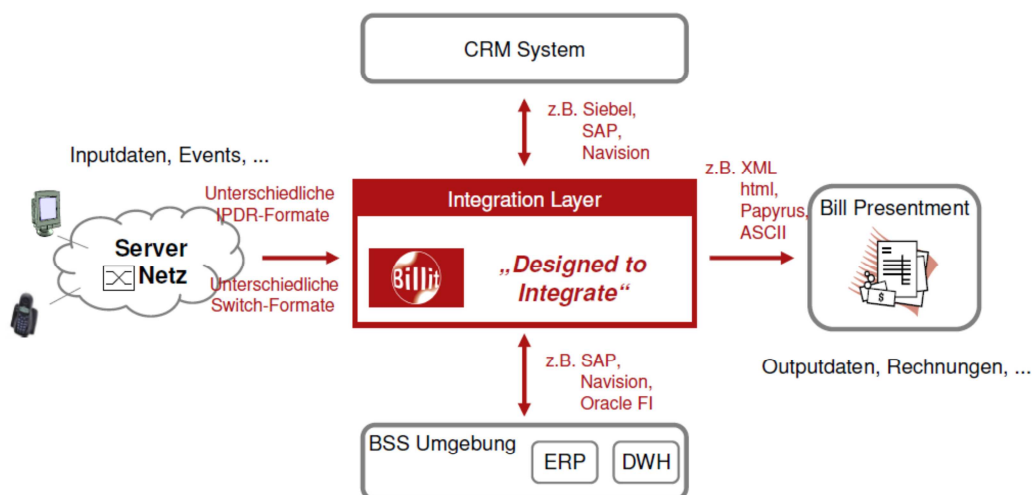 CRM System
z.B. Siebel,
SAP,
Navision
Inputdaten, Events, ...
Unterschiedliche
IPDR-Formate
Server
Netz
Unterschiedliche
Switch-Formate
Integration Layer
Billit
„Designed to
Integrate“
z.B. XML
html,
Papyrus,
ASCII
Bill Presentment
$
Outputdaten, Rechnungen, ...
z.B. SAP,
Navision,
Oracle FI
BSS Umgebung
ERP
DWH